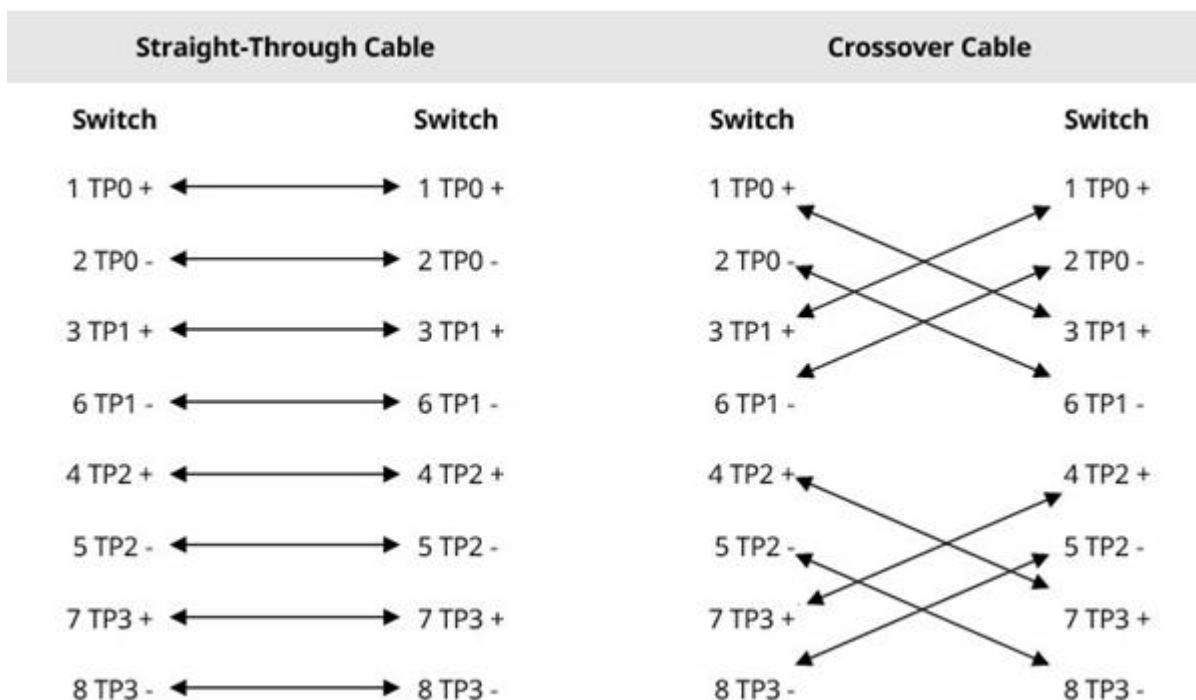 Straight-Through Cable Crossover Cable
Switch Switch Switch Switch
1 TP0 + 1 TP0 + 1 TP0 + 1 TP0 +
2 TP0 - 2 TP0 - 2 TP0 - 2 TP0 -
3 TP1 + 3 TP1 + 3 TP1 + 3 TP1 +
6 TP1 - 6 TP1 - 6 TP1 - 6 TP1 -
4 TP2 + 4 TP2 + 4 TP2 + 4 TP2 +
5 TP2 - 5 TP2 - 5 TP2 - 5 TP2 -
7 TP3 + 7 TP3 + 7 TP3 + 7 TP3 +
8 TP3 - 8 TP3 - 8 TP3 - 8 TP3 -